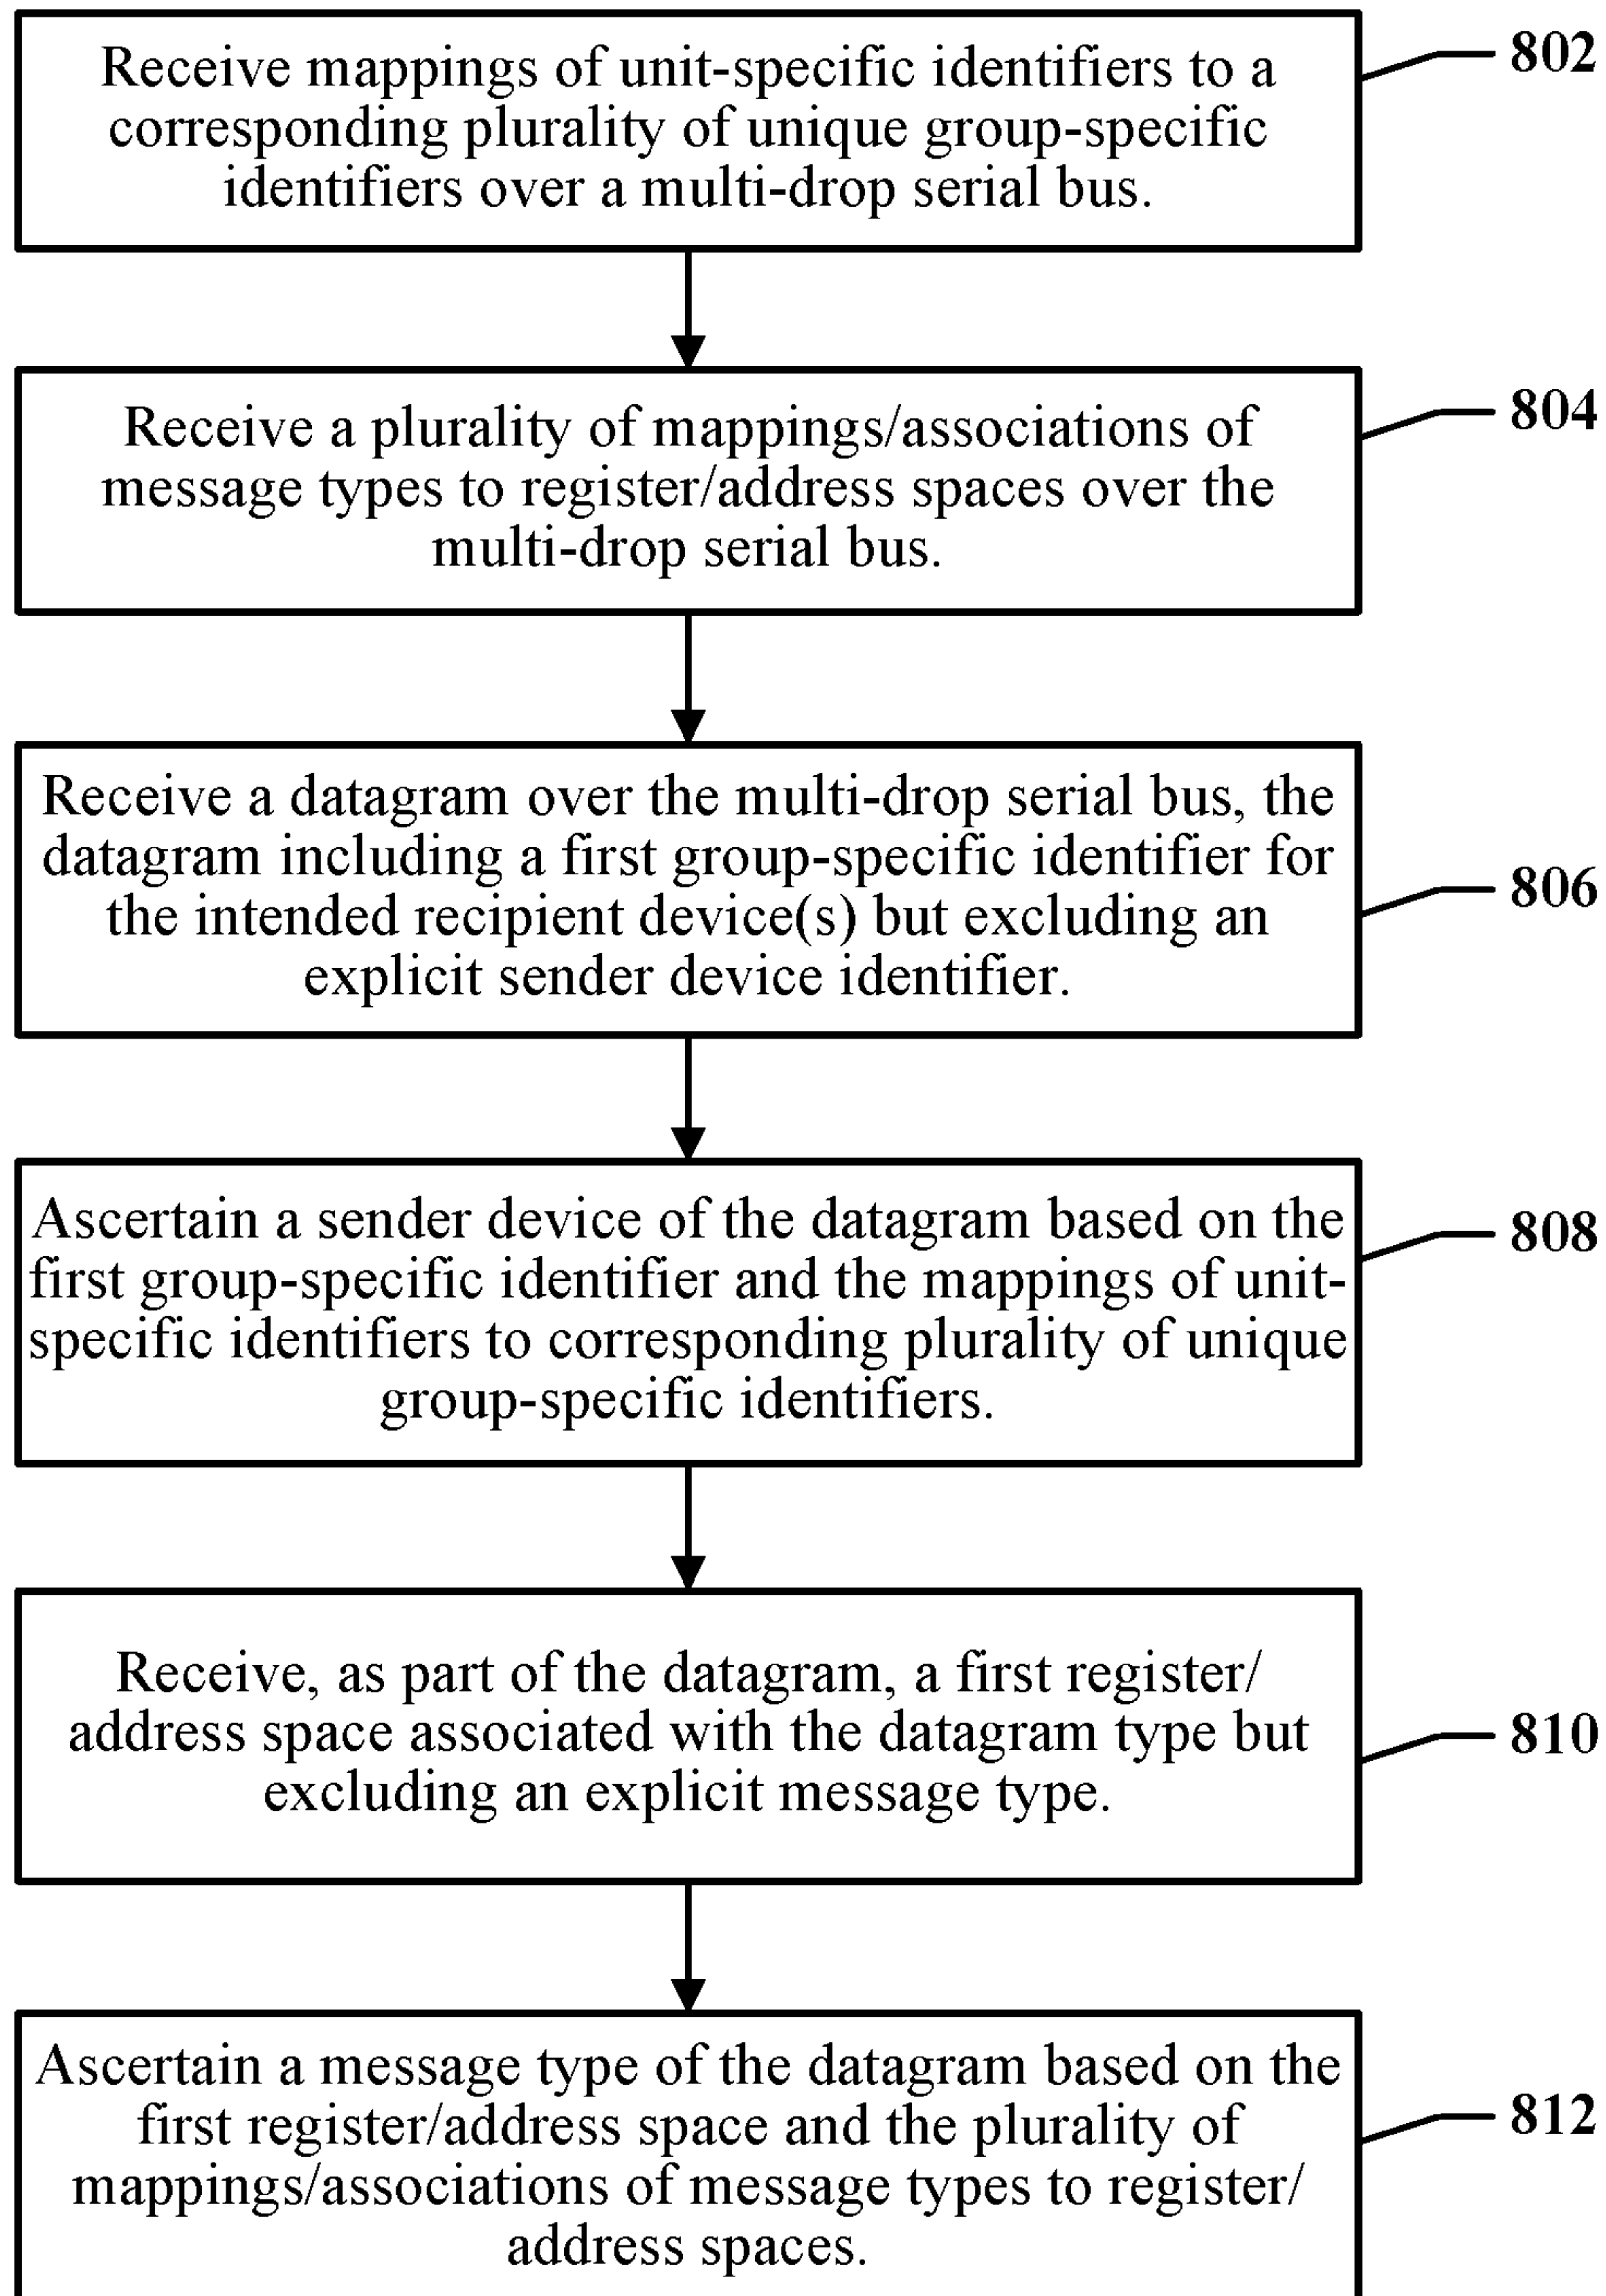 Receive mappings of unit-specific identifiers to a
corresponding plurality of unique group-specific
identifiers over a multi-drop serial bus.
802
Receive a plurality of mappings/associations of
message types to register/address spaces over the
multi-drop serial bus.
804
Receive a datagram over the multi-drop serial bus, the
datagram including a first group-specific identifier for
the intended recipient device(s) but excluding an
explicit sender device identifier.
806
Ascertain a sender device of the datagram based on the
first group-specific identifier and the mappings of unit-
specific identifiers to corresponding plurality of unique
group-specific identifiers.
808
Receive, as part of the datagram, a first register/
address space associated with the datagram type but
excluding an explicit message type.
810
Ascertain a message type of the datagram based on the
first register/address space and the plurality of
mappings/associations of message types to register/
address spaces.
812